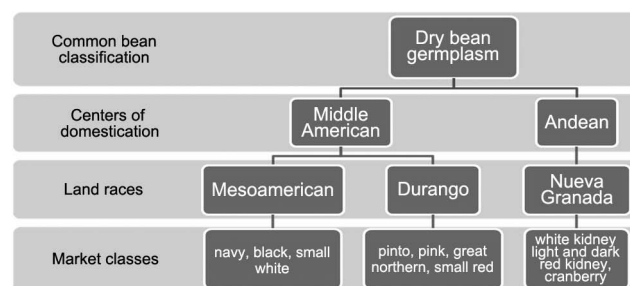 Common bean
classification
Dry bean
germplasm
Centers of
domestication
Middle
American
Andean
Land races
Mesoamerican
Durango
Nueva
Granada
Market classes
navy, black, small
white
pinto, pink, great
northern, small red
white kidney
light and dark
red kidney,
cranberry